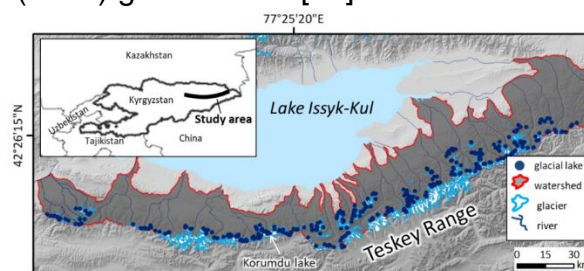 77°25'20"E
42°26'15"N
Kazakhstan
Kyrgyzstan
Uzbekistan
Study area
Tajikistan
China
Lake Issyk-Kul
Teskey Range
Korumdu lake
glacial lake
watershed
glacier
river
0 15 30